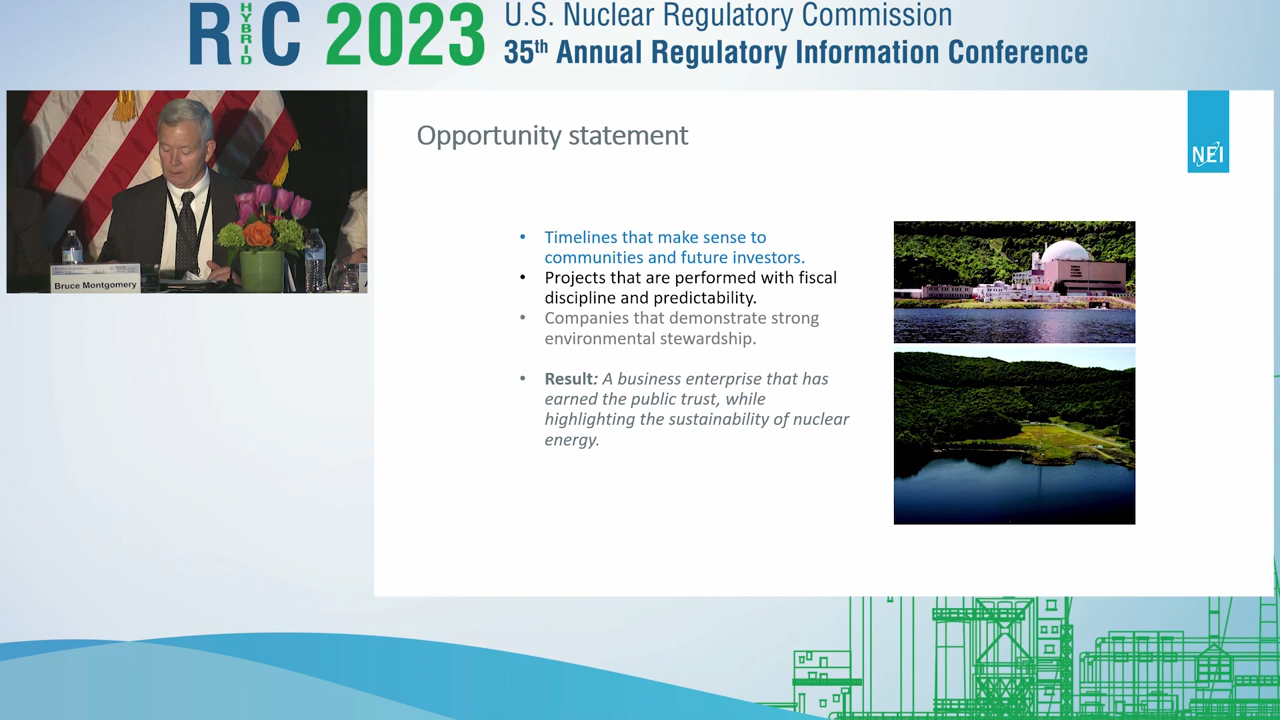 RIC 2023
HYBRID
U.S. Nuclear Regulatory Commission
35th Annual Regulatory Information Conference
Bruce Montgomery
Opportunity statement
NEI
• Timelines that make sense to
communities and future investors.
• Projects that are performed with fiscal
discipline and predictability.
• Companies that demonstrate strong
environmental stewardship.
• Result: A business enterprise that has
earned the public trust, while
highlighting the sustainability of nuclear
energy.